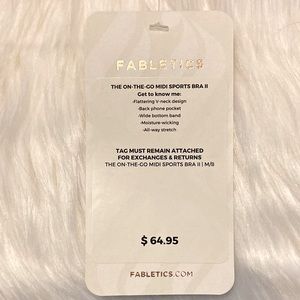 FABLETICS
THE ON-THE-GO MIDI SPORTS BRA II
Get to know me:
-Flattering V-neck design
-Back phone pocket
-Wide bottom band
-Moisture-wicking
-All-way stretch
TAG MUST REMAIN ATTACHED
FOR EXCHANGES & RETURNS
THE ON-THE-GO MIDI SPORTS BRA II | M/8
$ 64.95
FABLETICS.COM